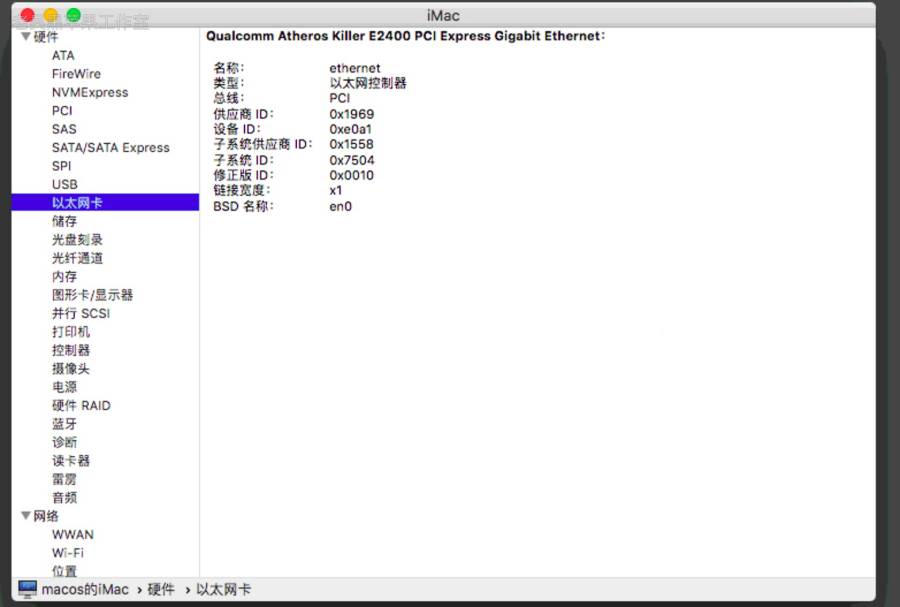 iMac
硬件
ATA
FireWire
NVMExpress
PCI
SAS
SATA/SATA Express
SPI
USB
以太网卡
储存
光盘刻录
光纤通道
内存
图形卡/显示器
并行 SCSI
打印机
控制器
摄像头
电源
硬件 RAID
蓝牙
诊断
读卡器
雷雳
音频
网络
WWAN
Wi-Fi
位置
Qualcomm Atheros Killer E2400 PCI Express Gigabit Ethernet:
名称: ethernet
类型: 以太网控制器
总线: PCI
供应商 ID: 0x1969
设备 ID: 0xe0a1
子系统供应商 ID: 0x1558
子系统 ID: 0x7504
修正版 ID: 0x0010
链接宽度: x1
BSD 名称: en0
macos的iMac › 硬件 › 以太网卡